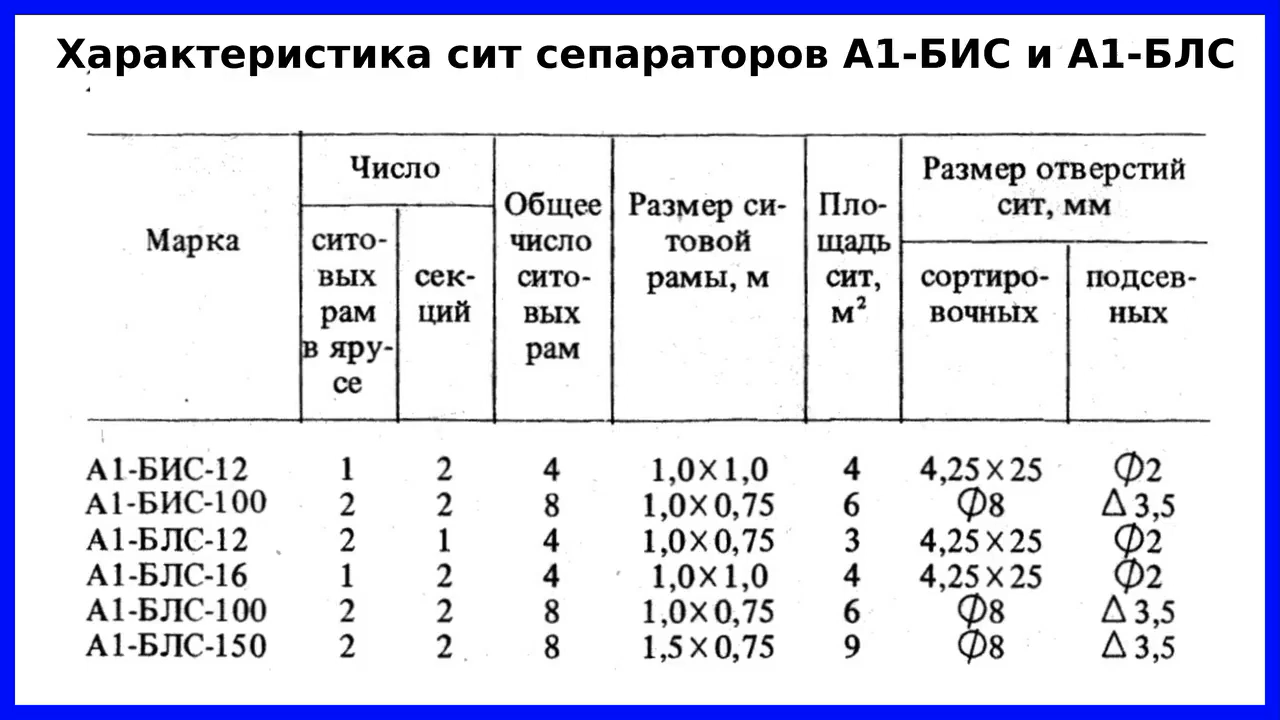 Характеристика сит сепараторов А1-БИС и А1-БЛС
Марка
Число
сито-
вых
рам
в яру-
се
сек-
ций
Общее
число
сито-
вых
рам
Размер си-
товой
рамы, м
Пло-
щадь
сит,
м²
Размер отверстий
сит, мм
сортиро-
вочных
подсев-
ных
А1-БИС-12 1 2 4 1,0×1,0 4 4,25×25 Ф2
А1-БИС-100 2 2 8 1,0×0,75 6 Ф8 Δ 3,5
А1-БЛС-12 2 1 4 1,0×0,75 3 4,25×25 Ф2
А1-БЛС-16 1 2 4 1,0×1,0 4 4,25×25 Ф2
А1-БЛС-100 2 2 8 1,0×0,75 6 Ф8 Δ 3,5
А1-БЛС-150 2 2 8 1,5×0,75 9 Ф8 Δ 3,5